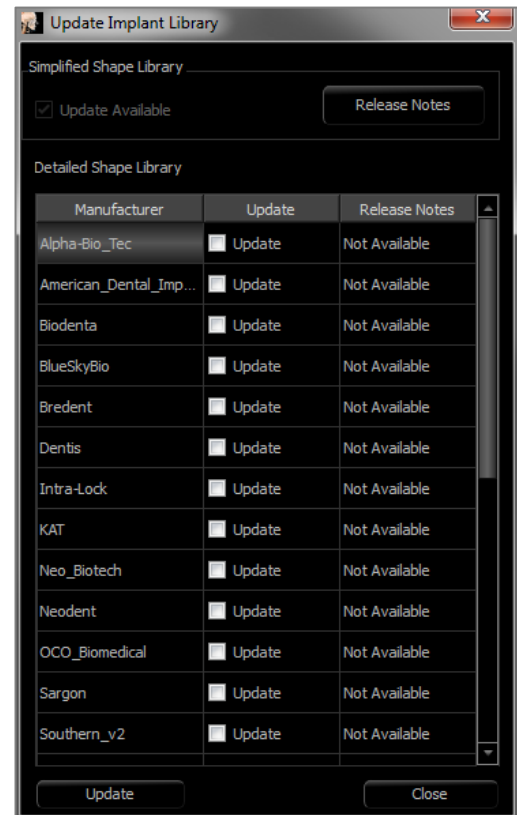 Update Implant Library
Simplified Shape Library
Update Available Release Notes
Detailed Shape Library
Manufacturer Update Release Notes
Alpha-Bio_Tec Update Not Available
American_Dental_Imp... Update Not Available
Biodenta Update Not Available
BlueSkyBio Update Not Available
Bredent Update Not Available
Dentis Update Not Available
Intra-Lock Update Not Available
KAT Update Not Available
Neo_Biotech Update Not Available
Neodent Update Not Available
OCO_Biomedical Update Not Available
Sargon Update Not Available
Southern_v2 Update Not Available
Update Close